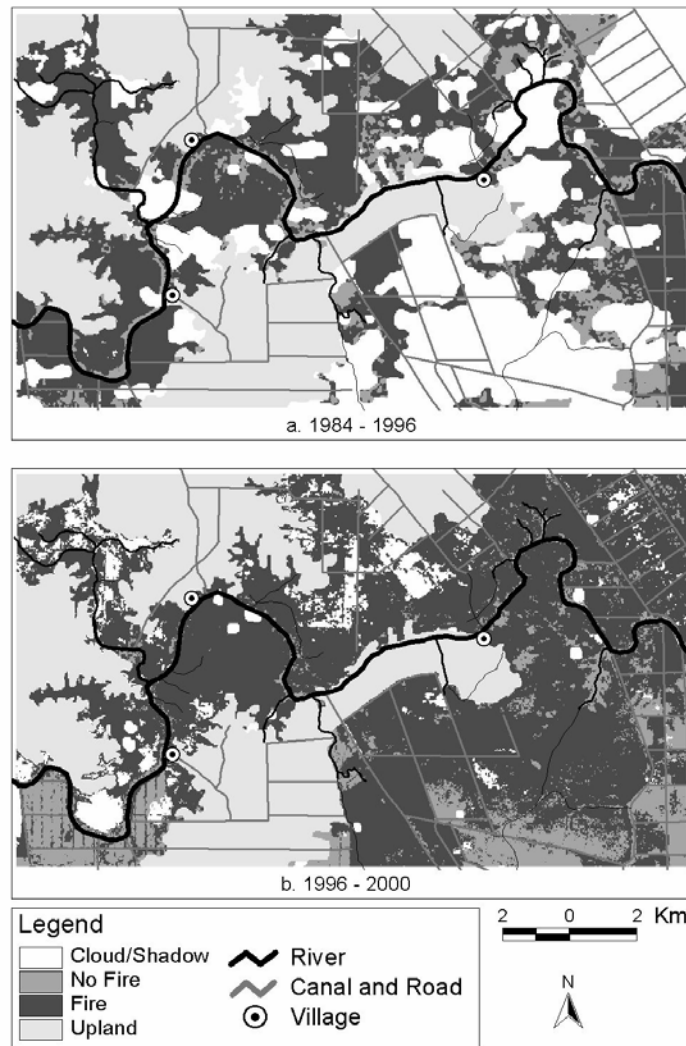 a. 1984 - 1996
b. 1996 - 2000
Legend
Cloud/Shadow
No Fire
Fire
Upland
River
Canal and Road
Village
2 0 2 Km
N